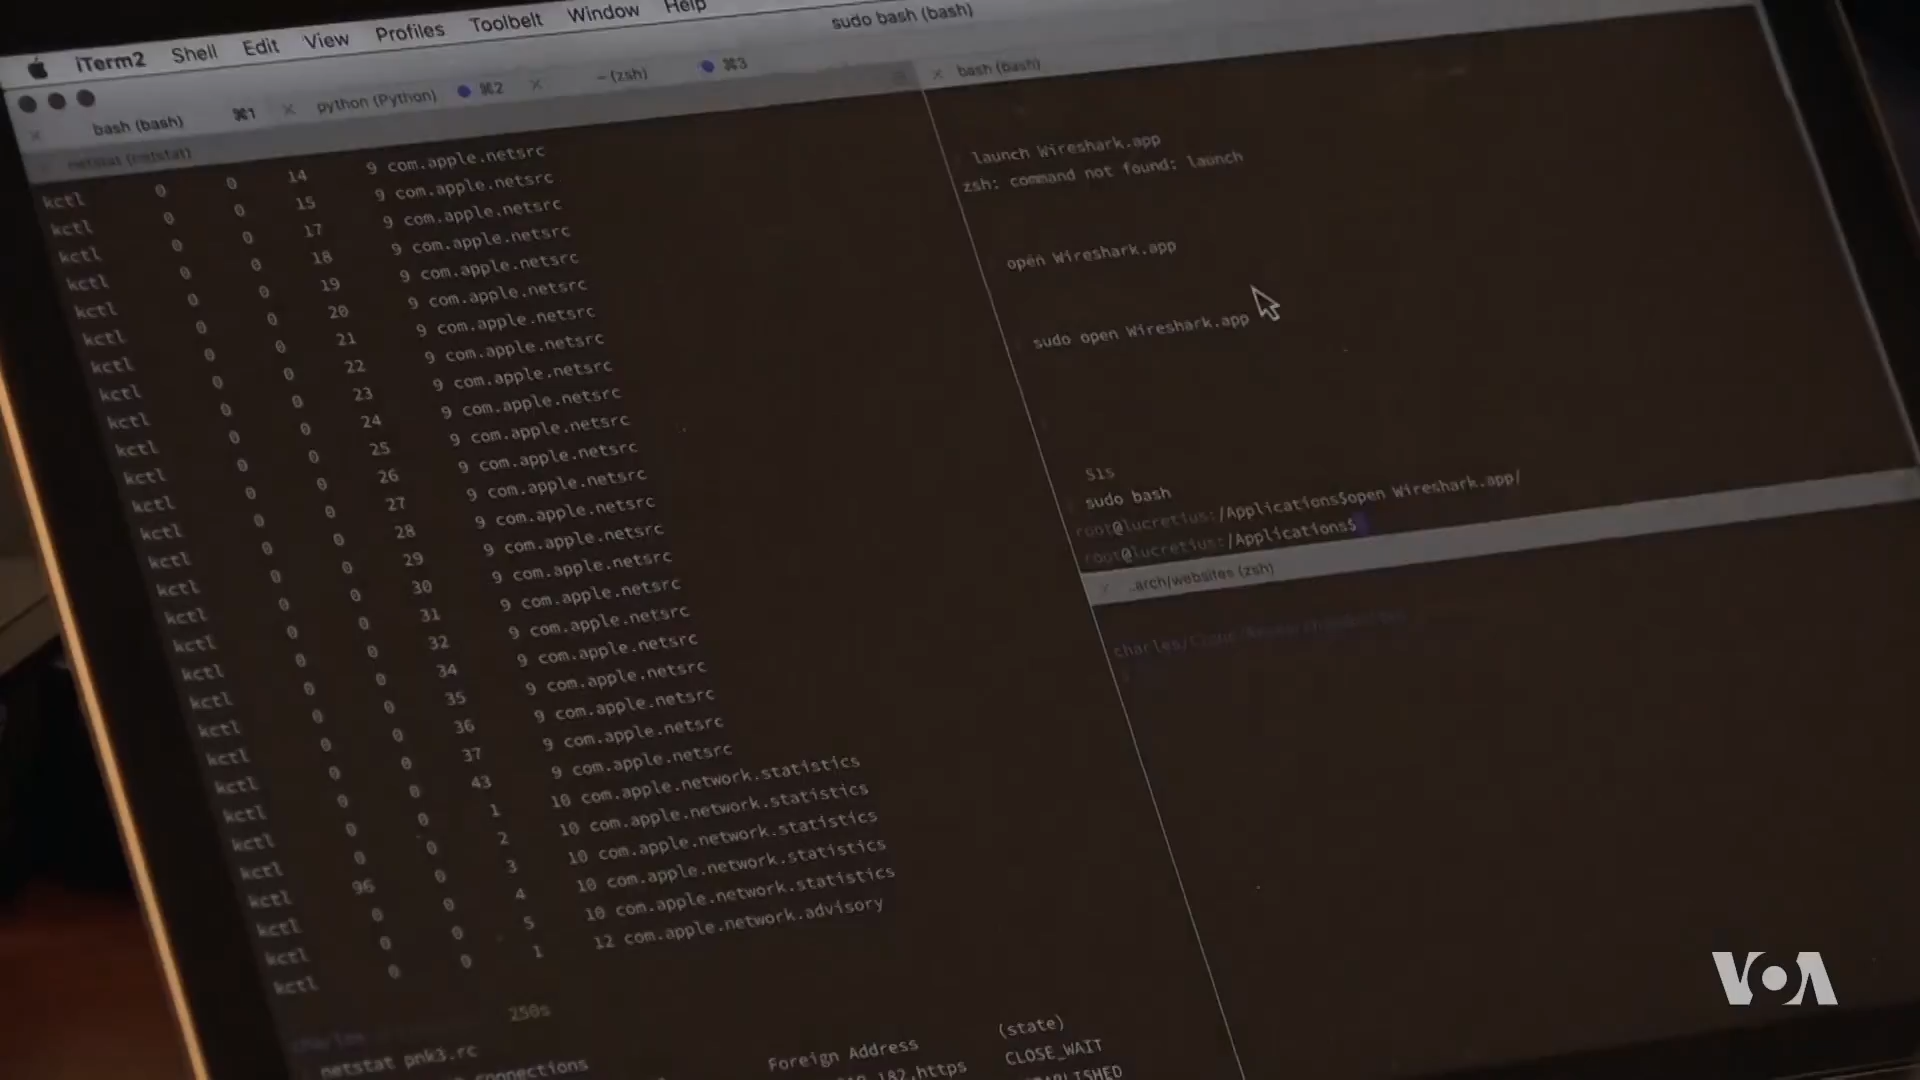 iTerm2 Shell Edit View Profiles Toolbelt Window Help
sudo bash (bash)
bash (bash) ⌘1 python (Python) ⌘2 ~ (zsh) ⌘3
netstat (netstat)
kctl 0 0 14 9 com.apple.netsrc
kctl 0 0 15 9 com.apple.netsrc
kctl 0 0 17 9 com.apple.netsrc
kctl 0 0 18 9 com.apple.netsrc
kctl 0 0 19 9 com.apple.netsrc
kctl 0 0 20 9 com.apple.netsrc
kctl 0 0 21 9 com.apple.netsrc
kctl 0 0 22 9 com.apple.netsrc
kctl 0 0 23 9 com.apple.netsrc
kctl 0 0 24 9 com.apple.netsrc
kctl 0 0 25 9 com.apple.netsrc
kctl 0 0 26 9 com.apple.netsrc
kctl 0 0 27 9 com.apple.netsrc
kctl 0 0 28 9 com.apple.netsrc
kctl 0 0 29 9 com.apple.netsrc
kctl 0 0 30 9 com.apple.netsrc
kctl 0 0 31 9 com.apple.netsrc
kctl 0 0 32 9 com.apple.netsrc
kctl 0 0 34 9 com.apple.netsrc
kctl 0 0 35 9 com.apple.netsrc
kctl 0 0 36 9 com.apple.netsrc
kctl 0 0 37 9 com.apple.netsrc
kctl 0 0 43 9 com.apple.netsrc
kctl 0 0 1 10 com.apple.network.statistics
kctl 0 0 2 10 com.apple.network.statistics
kctl 0 0 3 10 com.apple.network.statistics
kctl 96 0 4 10 com.apple.network.statistics
kctl 0 0 5 10 com.apple.network.statistics
kctl 0 0 1 12 com.apple.network.advisory
250s
netstat pnk3.rc
connections
Foreign Address (state)
182.https CLOSE_WAIT
bash (bash)
launch Wireshark.app
zsh: command not found: launch
open Wireshark.app
sudo open Wireshark.app
51s
sudo bash
root@lucretius:/Applications$open Wireshark.app/
root@lucretius:/Applications$
..arch/websites (zsh)
VOA